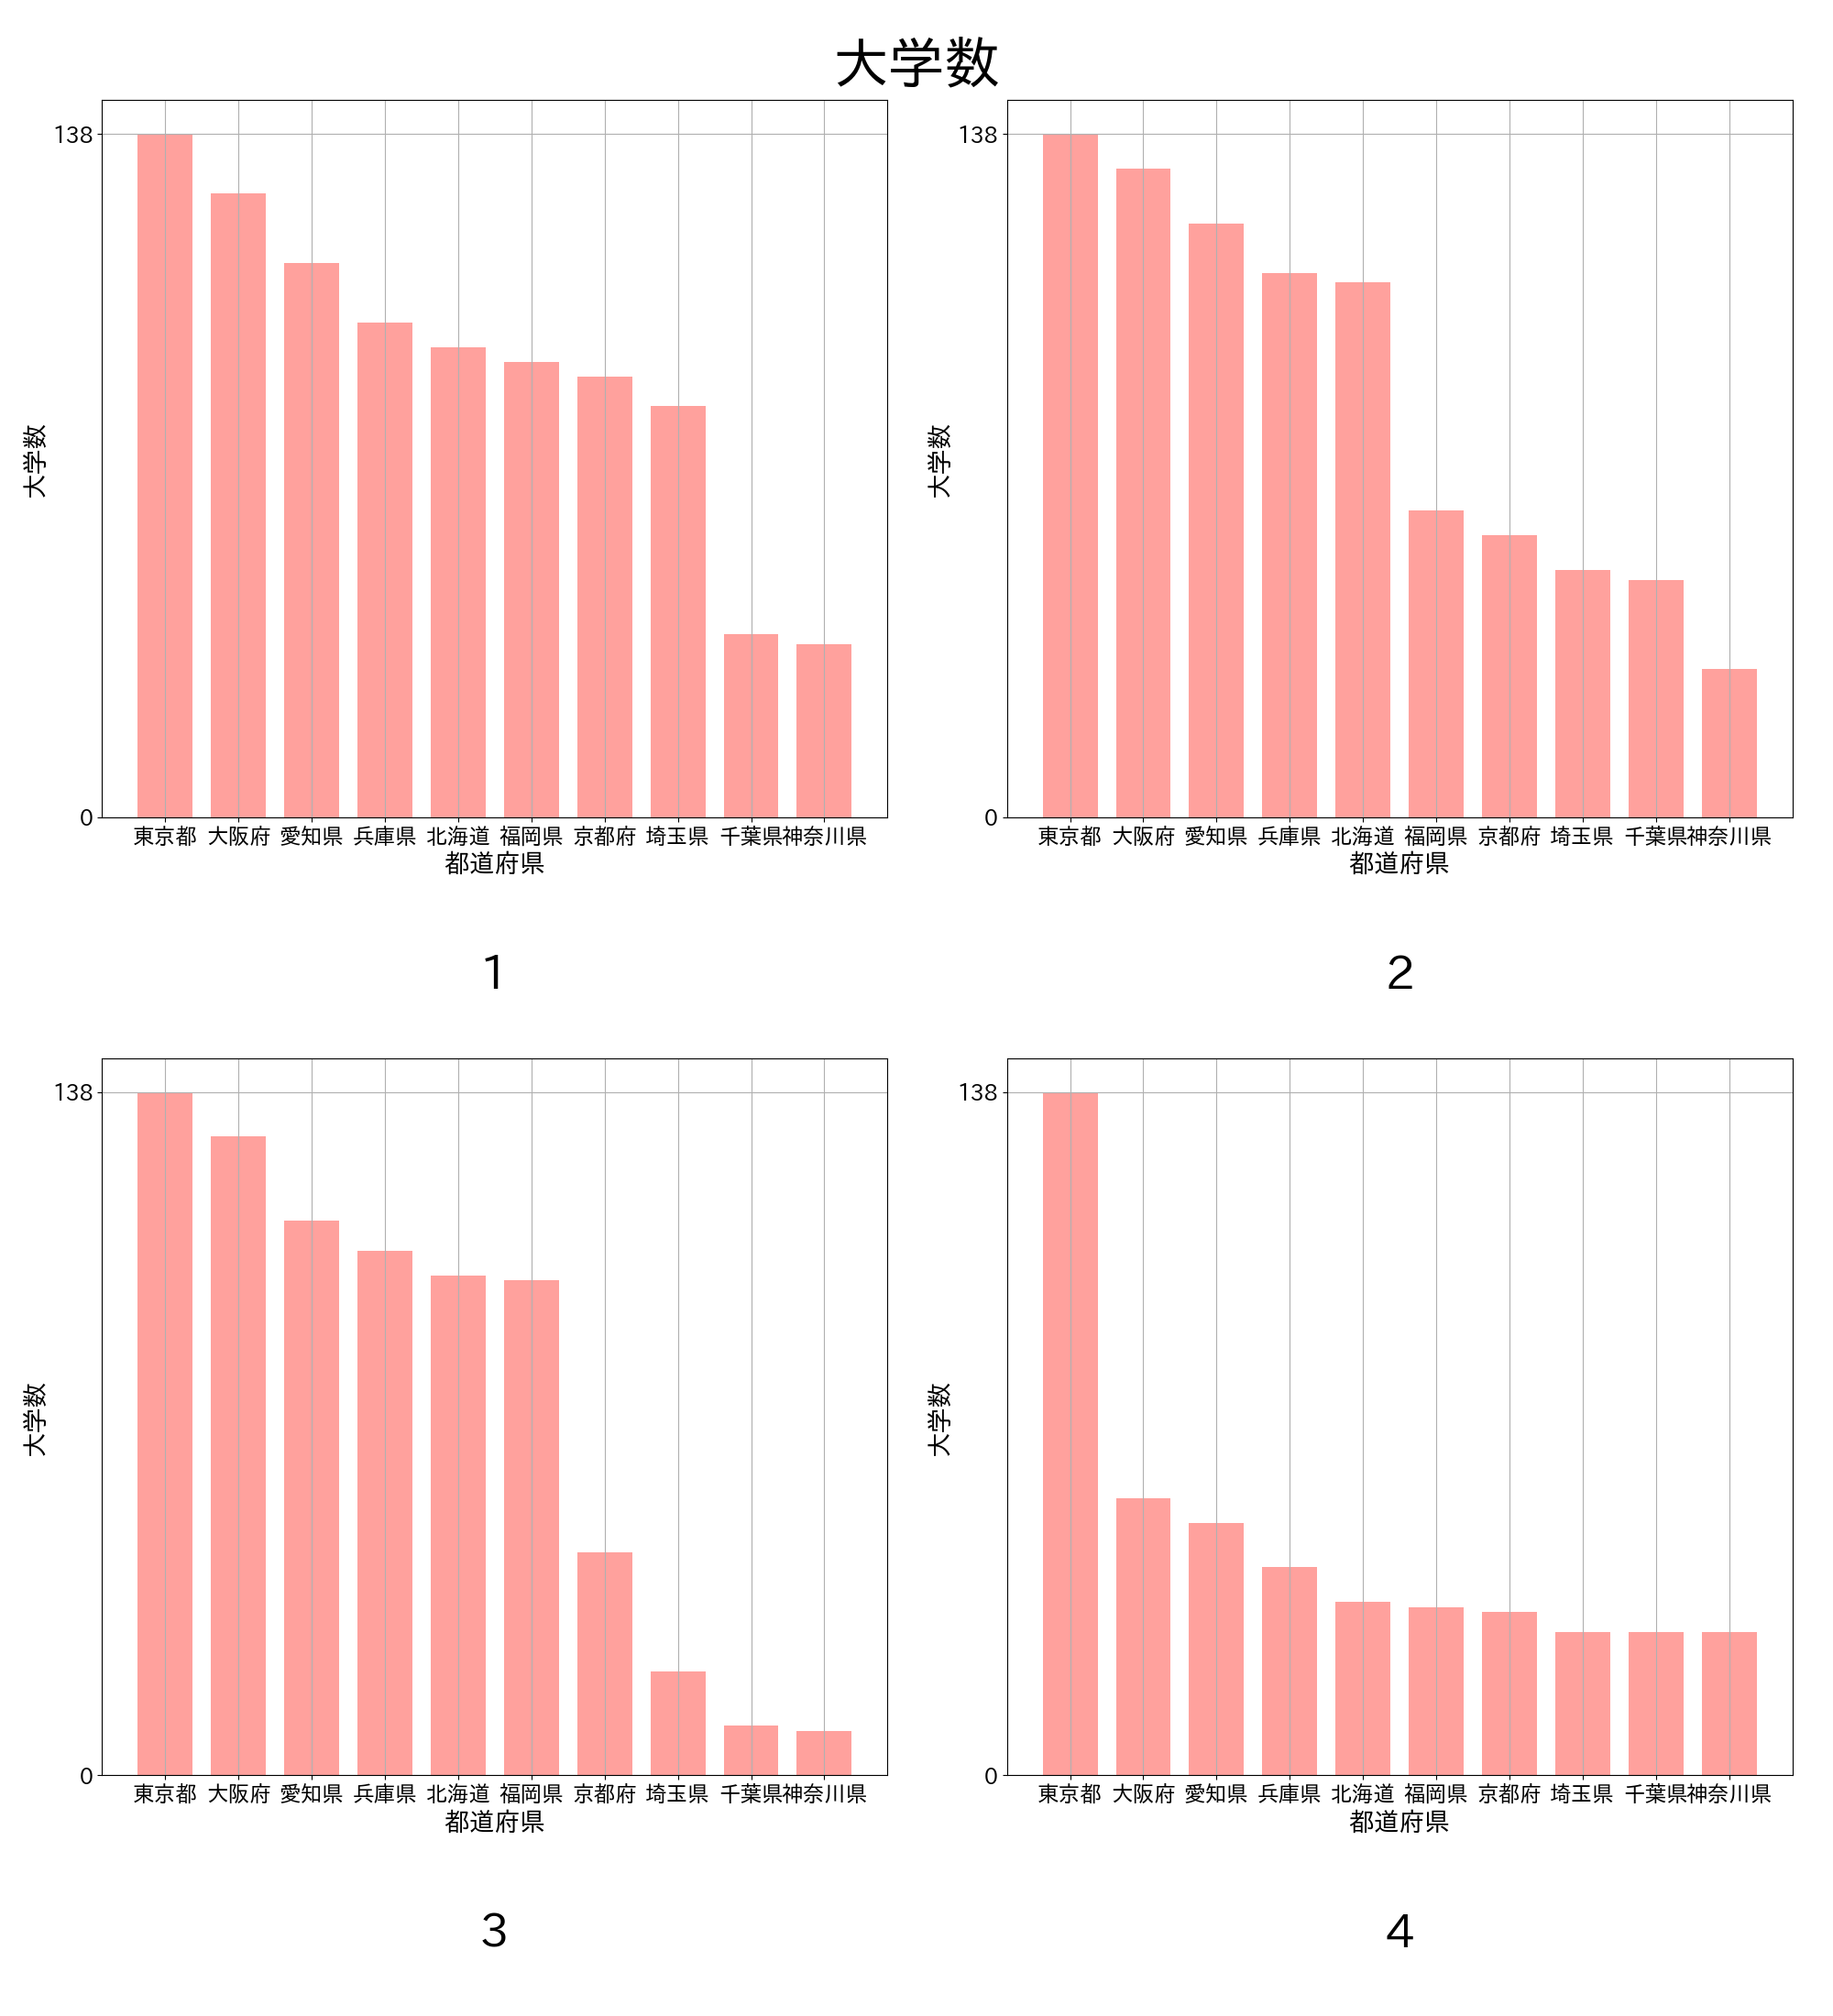 大学数
138
0
大学数
東京都 大阪府 愛知県 兵庫県 北海道 福岡県 京都府 埼玉県 千葉県 神奈川県
都道府県
1
138
0
大学数
東京都 大阪府 愛知県 兵庫県 北海道 福岡県 京都府 埼玉県 千葉県 神奈川県
都道府県
2
138
0
大学数
東京都 大阪府 愛知県 兵庫県 北海道 福岡県 京都府 埼玉県 千葉県 神奈川県
都道府県
3
138
0
大学数
東京都 大阪府 愛知県 兵庫県 北海道 福岡県 京都府 埼玉県 千葉県 神奈川県
都道府県
4